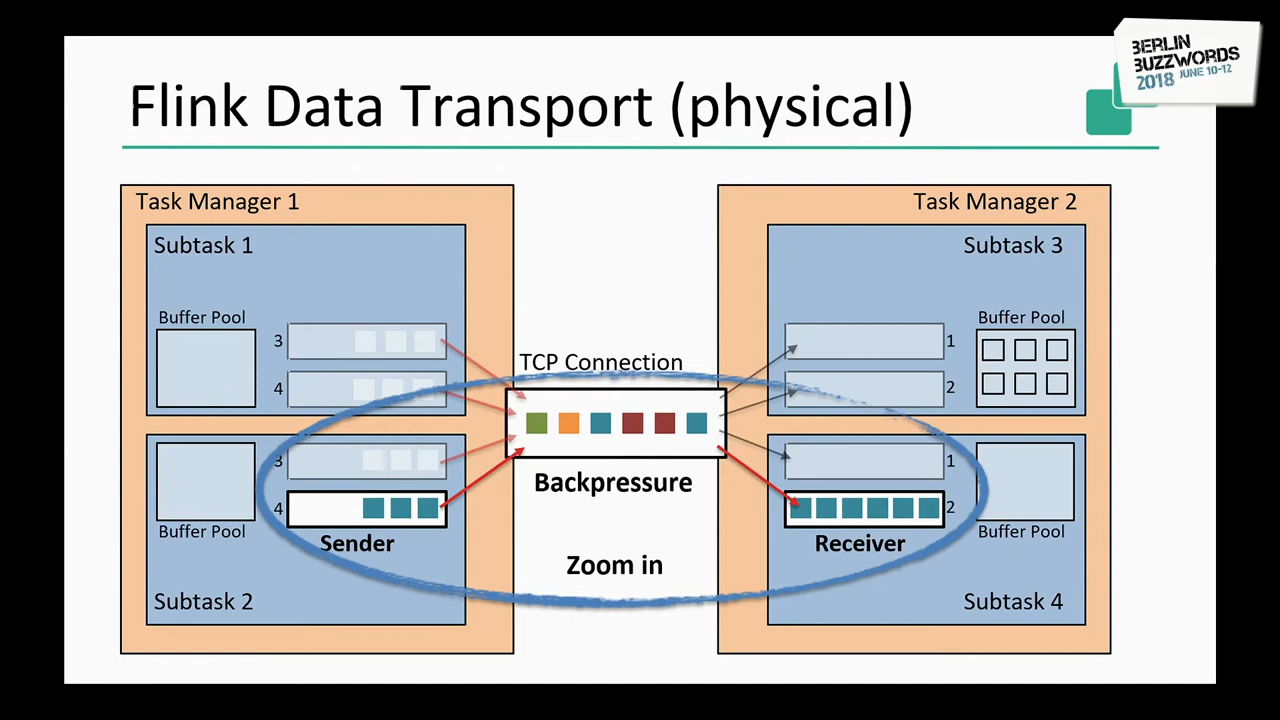 BERLIN
BUZZWORDS
2018 JUNE 10-12
Flink Data Transport (physical)
Task Manager 1
Subtask 1
Buffer Pool
3
4
3
4
Buffer Pool
Sender
Subtask 2
TCP Connection
Backpressure
Zoom in
Task Manager 2
Subtask 3
Buffer Pool
1
2
1
2
Buffer Pool
Receiver
Subtask 4